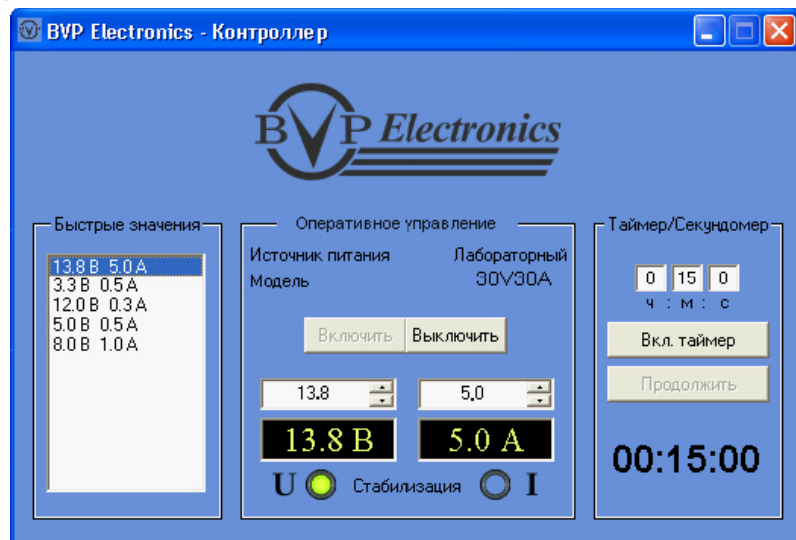 BVP Electronics - Контроллер
BVP Electronics
Быстрые значения
13.8 В 5.0 А
3.3 В 0.5 А
12.0 В 0.3 А
5.0 В 0.5 А
8.0 В 1.0 А
Оперативное управление
Источник питания Лабораторный
Модель 30V30A
Включить Выключить
13.8 5.0
13.8 В 5.0 А
U Стабилизация I
Таймер/Секундомер
0 15 0
ч : м : с
Вкл. таймер
Продолжить
00:15:00